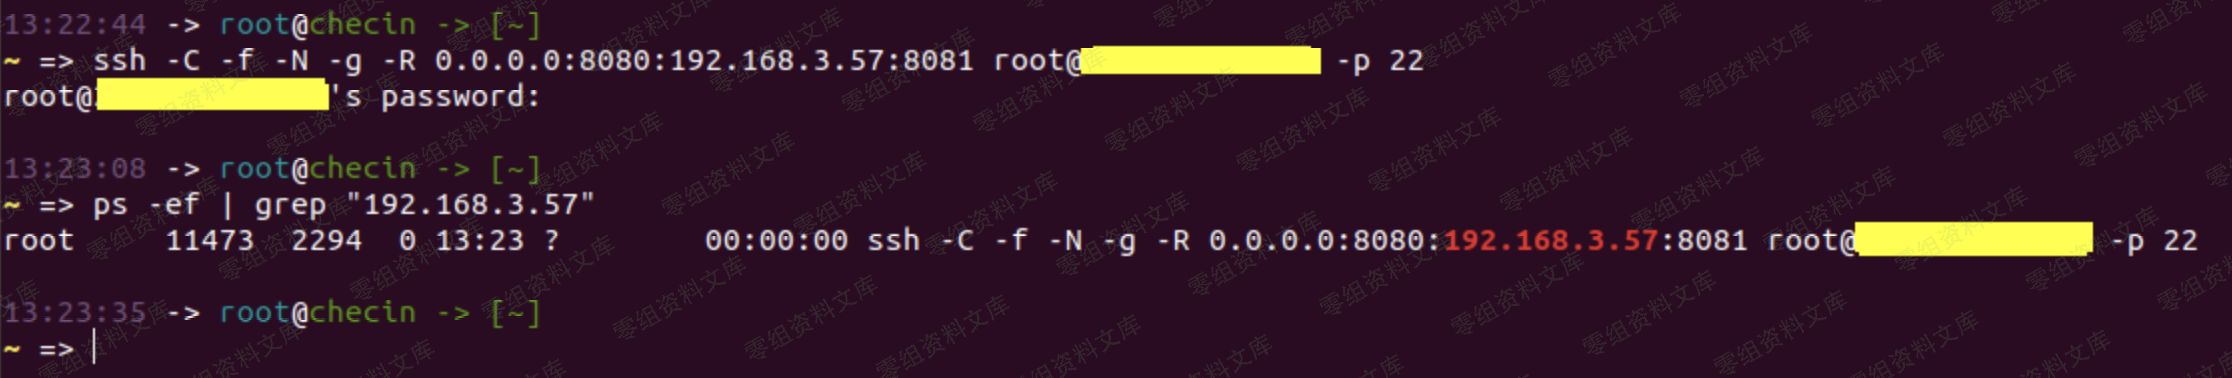 13:22:44 -> root@checin -> [~]
~ => ssh -C -f -N -g -R 0.0.0.0:8080:192.168.3.57:8081 root@ -p 22
root@ 's password:
13:23:08 -> root@checin -> [~]
~ => ps -ef | grep "192.168.3.57"
root 11473 2294 0 13:23 ? 00:00:00 ssh -C -f -N -g -R 0.0.0.0:8080:192.168.3.57:8081 root@ -p 22
13:23:35 -> root@checin -> [~]
~ =>
零组资料文库